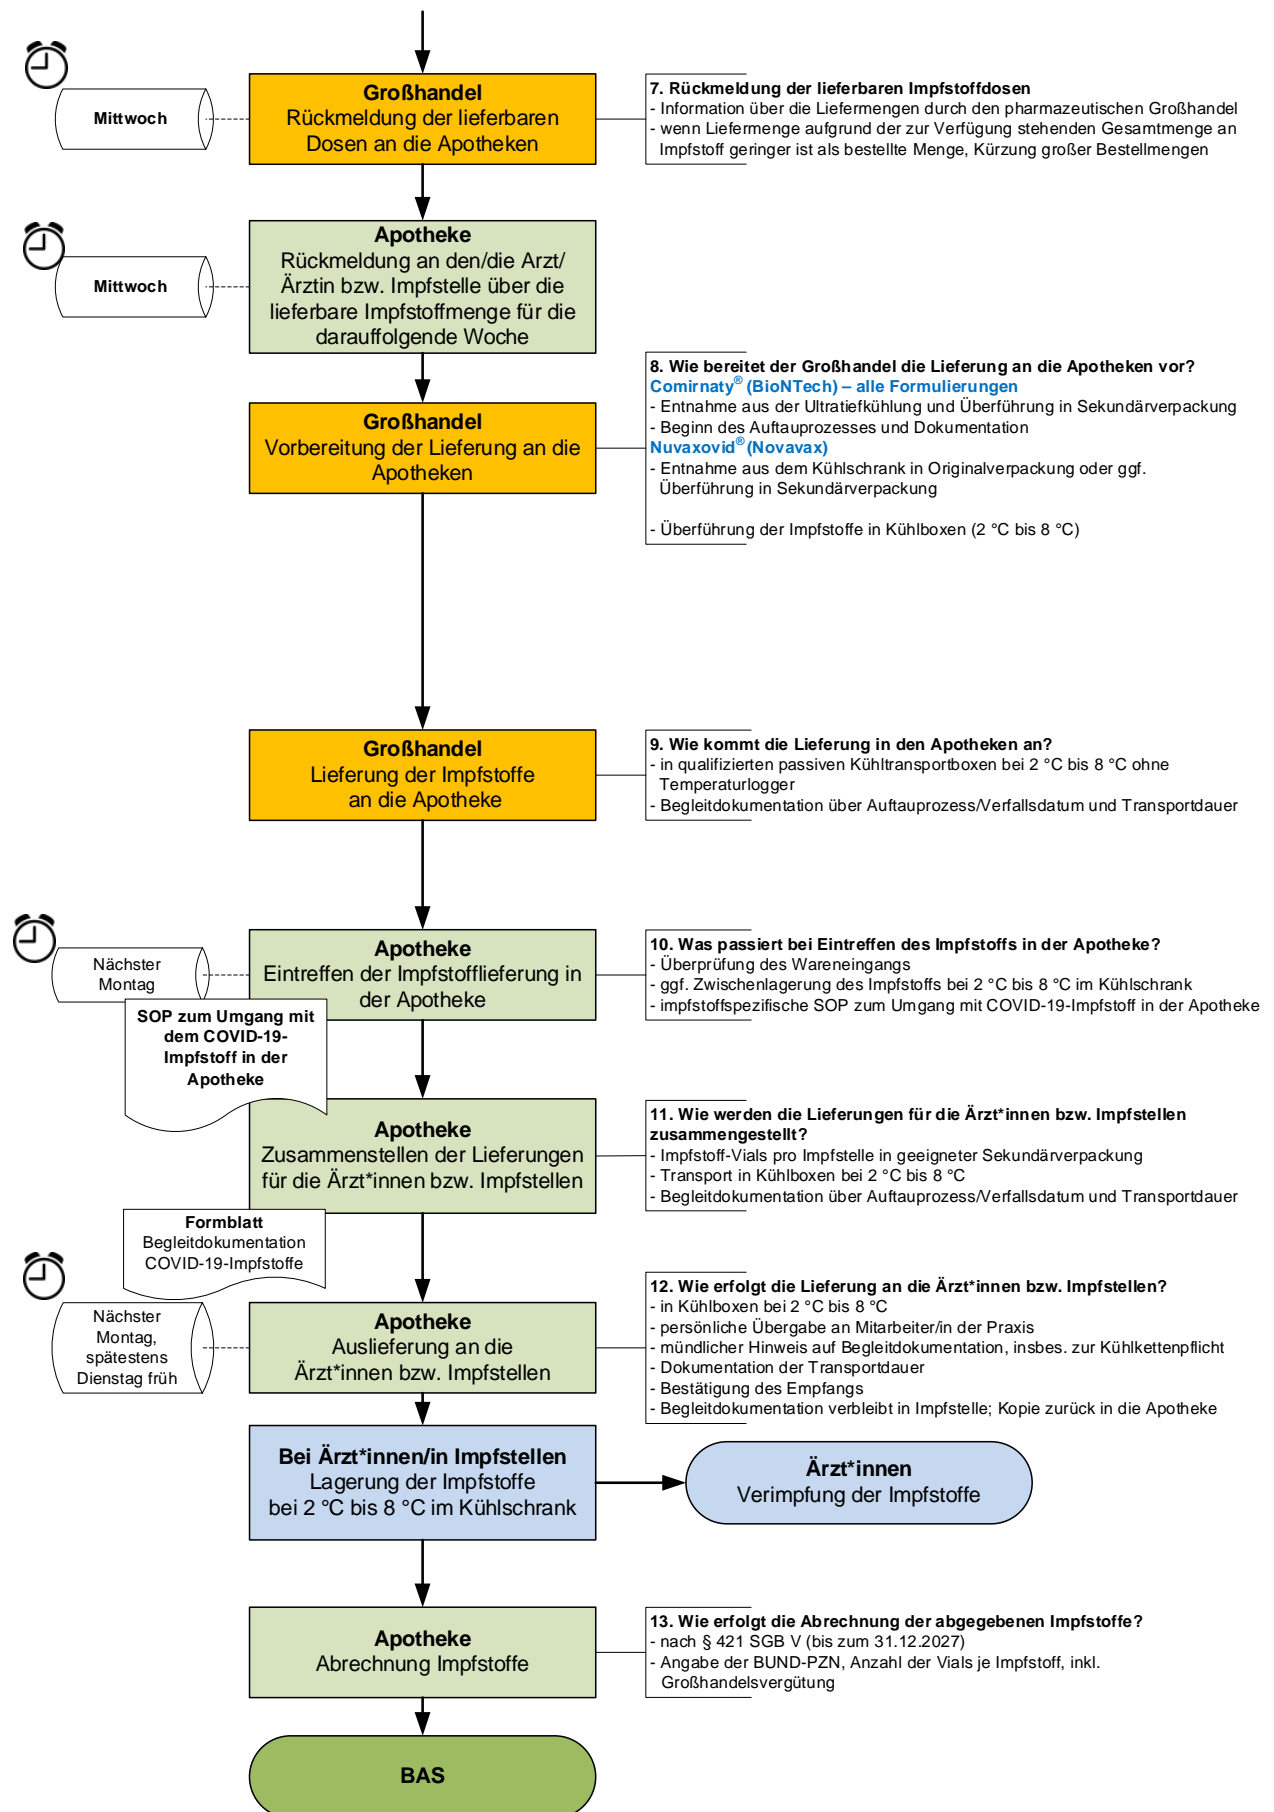 Mittwoch
Großhandel
Rückmeldung der lieferbaren
Dosen an die Apotheken
7. Rückmeldung der lieferbaren Impfstoffdosen
- Information über die Liefermengen durch den pharmazeutischen Großhandel
- wenn Liefermenge aufgrund der zur Verfügung stehenden Gesamtmenge an
Impfstoff geringer ist als bestellte Menge, Kürzung großer Bestellmengen
Mittwoch
Apotheke
Rückmeldung an den/die Arzt/
Ärztin bzw. Impfstelle über die
lieferbare Impfstoffmenge für die
darauffolgende Woche
Großhandel
Vorbereitung der Lieferung an die
Apotheken
8. Wie bereitet der Großhandel die Lieferung an die Apotheken vor?
Comirnaty® (BioNTech) – alle Formulierungen
- Entnahme aus der Ultratiefkühlung und Überführung in Sekundärverpackung
- Beginn des Auftauprozesses und Dokumentation
Nuvaxovid® (Novavax)
- Entnahme aus dem Kühlschrank in Originalverpackung oder ggf.
Überführung in Sekundärverpackung
- Überführung der Impfstoffe in Kühlboxen (2 °C bis 8 °C)
Großhandel
Lieferung der Impfstoffe
an die Apotheke
9. Wie kommt die Lieferung in den Apotheken an?
- in qualifizierten passiven Kühltransportboxen bei 2 °C bis 8 °C ohne
Temperaturlogger
- Begleitdokumentation über Auftauprozess/Verfallsdatum und Transportdauer
Nächster
Montag
Apotheke
Eintreffen der Impfstofflieferung in
der Apotheke
10. Was passiert bei Eintreffen des Impfstoffs in der Apotheke?
- Überprüfung des Wareneingangs
- ggf. Zwischenlagerung des Impfstoffs bei 2 °C bis 8 °C im Kühlschrank
- impfstoffspezifische SOP zum Umgang mit COVID-19-Impfstoff in der Apotheke
SOP zum Umgang mit
dem COVID-19-
Impfstoff in der
Apotheke
Apotheke
Zusammenstellen der Lieferungen
für die Ärzt*innen bzw. Impfstellen
11. Wie werden die Lieferungen für die Ärzt*innen bzw. Impfstellen
zusammengestellt?
- Impfstoff-Vials pro Impfstelle in geeigneter Sekundärverpackung
- Transport in Kühlboxen bei 2 °C bis 8 °C
- Begleitdokumentation über Auftauprozess/Verfallsdatum und Transportdauer
Formblatt
Begleitdokumentation
COVID-19-Impfstoffe
Nächster
Montag,
spätestens
Dienstag früh
Apotheke
Auslieferung an die
Ärzt*innen bzw. Impfstellen
12. Wie erfolgt die Lieferung an die Ärzt*innen bzw. Impfstellen?
- in Kühlboxen bei 2 °C bis 8 °C
- persönliche Übergabe an Mitarbeiter/in der Praxis
- mündlicher Hinweis auf Begleitdokumentation, insbes. zur Kühlkettenpflicht
- Dokumentation der Transportdauer
- Bestätigung des Empfangs
- Begleitdokumentation verbleibt in Impfstelle; Kopie zurück in die Apotheke
Bei Ärzt*innen/in Impfstellen
Lagerung der Impfstoffe
bei 2 °C bis 8 °C im Kühlschrank
Ärzt*innen
Verimpfung der Impfstoffe
Apotheke
Abrechnung Impfstoffe
13. Wie erfolgt die Abrechnung der abgegebenen Impfstoffe?
- nach § 421 SGB V (bis zum 31.12.2027)
- Angabe der BUND-PZN, Anzahl der Vials je Impfstoff, inkl.
Großhandelsvergütung
BAS